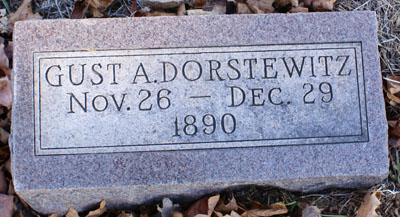 GUST A. DORSTEWITZ
NOV. 26 — DEC. 29
1890